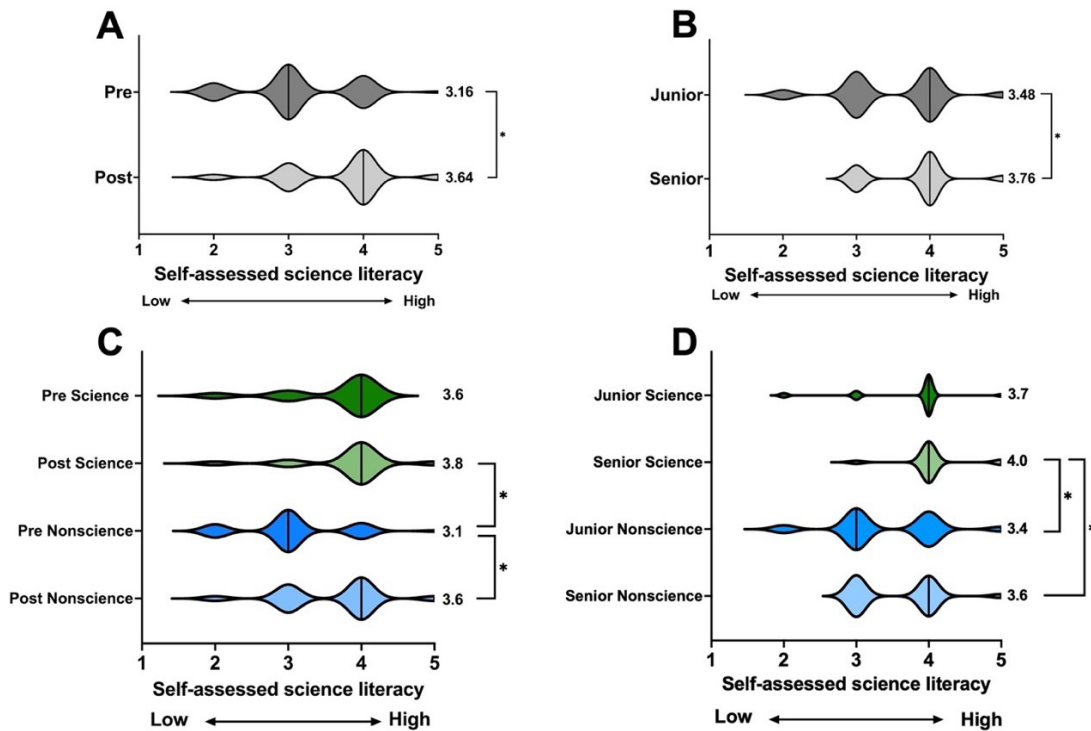 A
Pre 3.16
*
Post 3.64
1 2 3 4 5
Self-assessed science literacy
Low High
B
Junior 3.48
*
Senior 3.76
1 2 3 4 5
Self-assessed science literacy
Low High
C
Pre Science 3.6
Post Science 3.8
*
Pre Nonscience 3.1
*
Post Nonscience 3.6
1 2 3 4 5
Self-assessed science literacy
Low High
D
Junior Science 3.7
Senior Science 4.0
*
Junior Nonscience 3.4
*
Senior Nonscience 3.6
1 2 3 4 5
Self-assessed science literacy
Low High